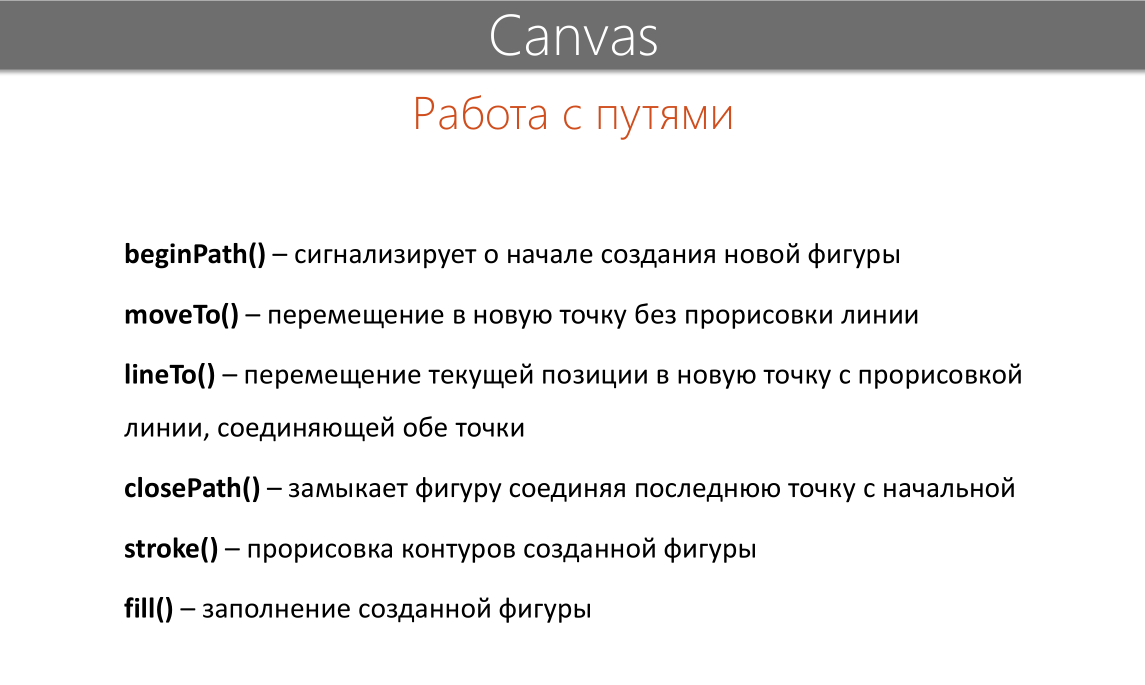 Canvas
Работа с путями
beginPath() – сигнализирует о начале создания новой фигуры
moveTo() – перемещение в новую точку без прорисовки линии
lineTo() – перемещение текущей позиции в новую точку с прорисовкой
линии, соединяющей обе точки
closePath() – замыкает фигуру соединяя последнюю точку с начальной
stroke() – прорисовка контуров созданной фигуры
fill() – заполнение созданной фигуры